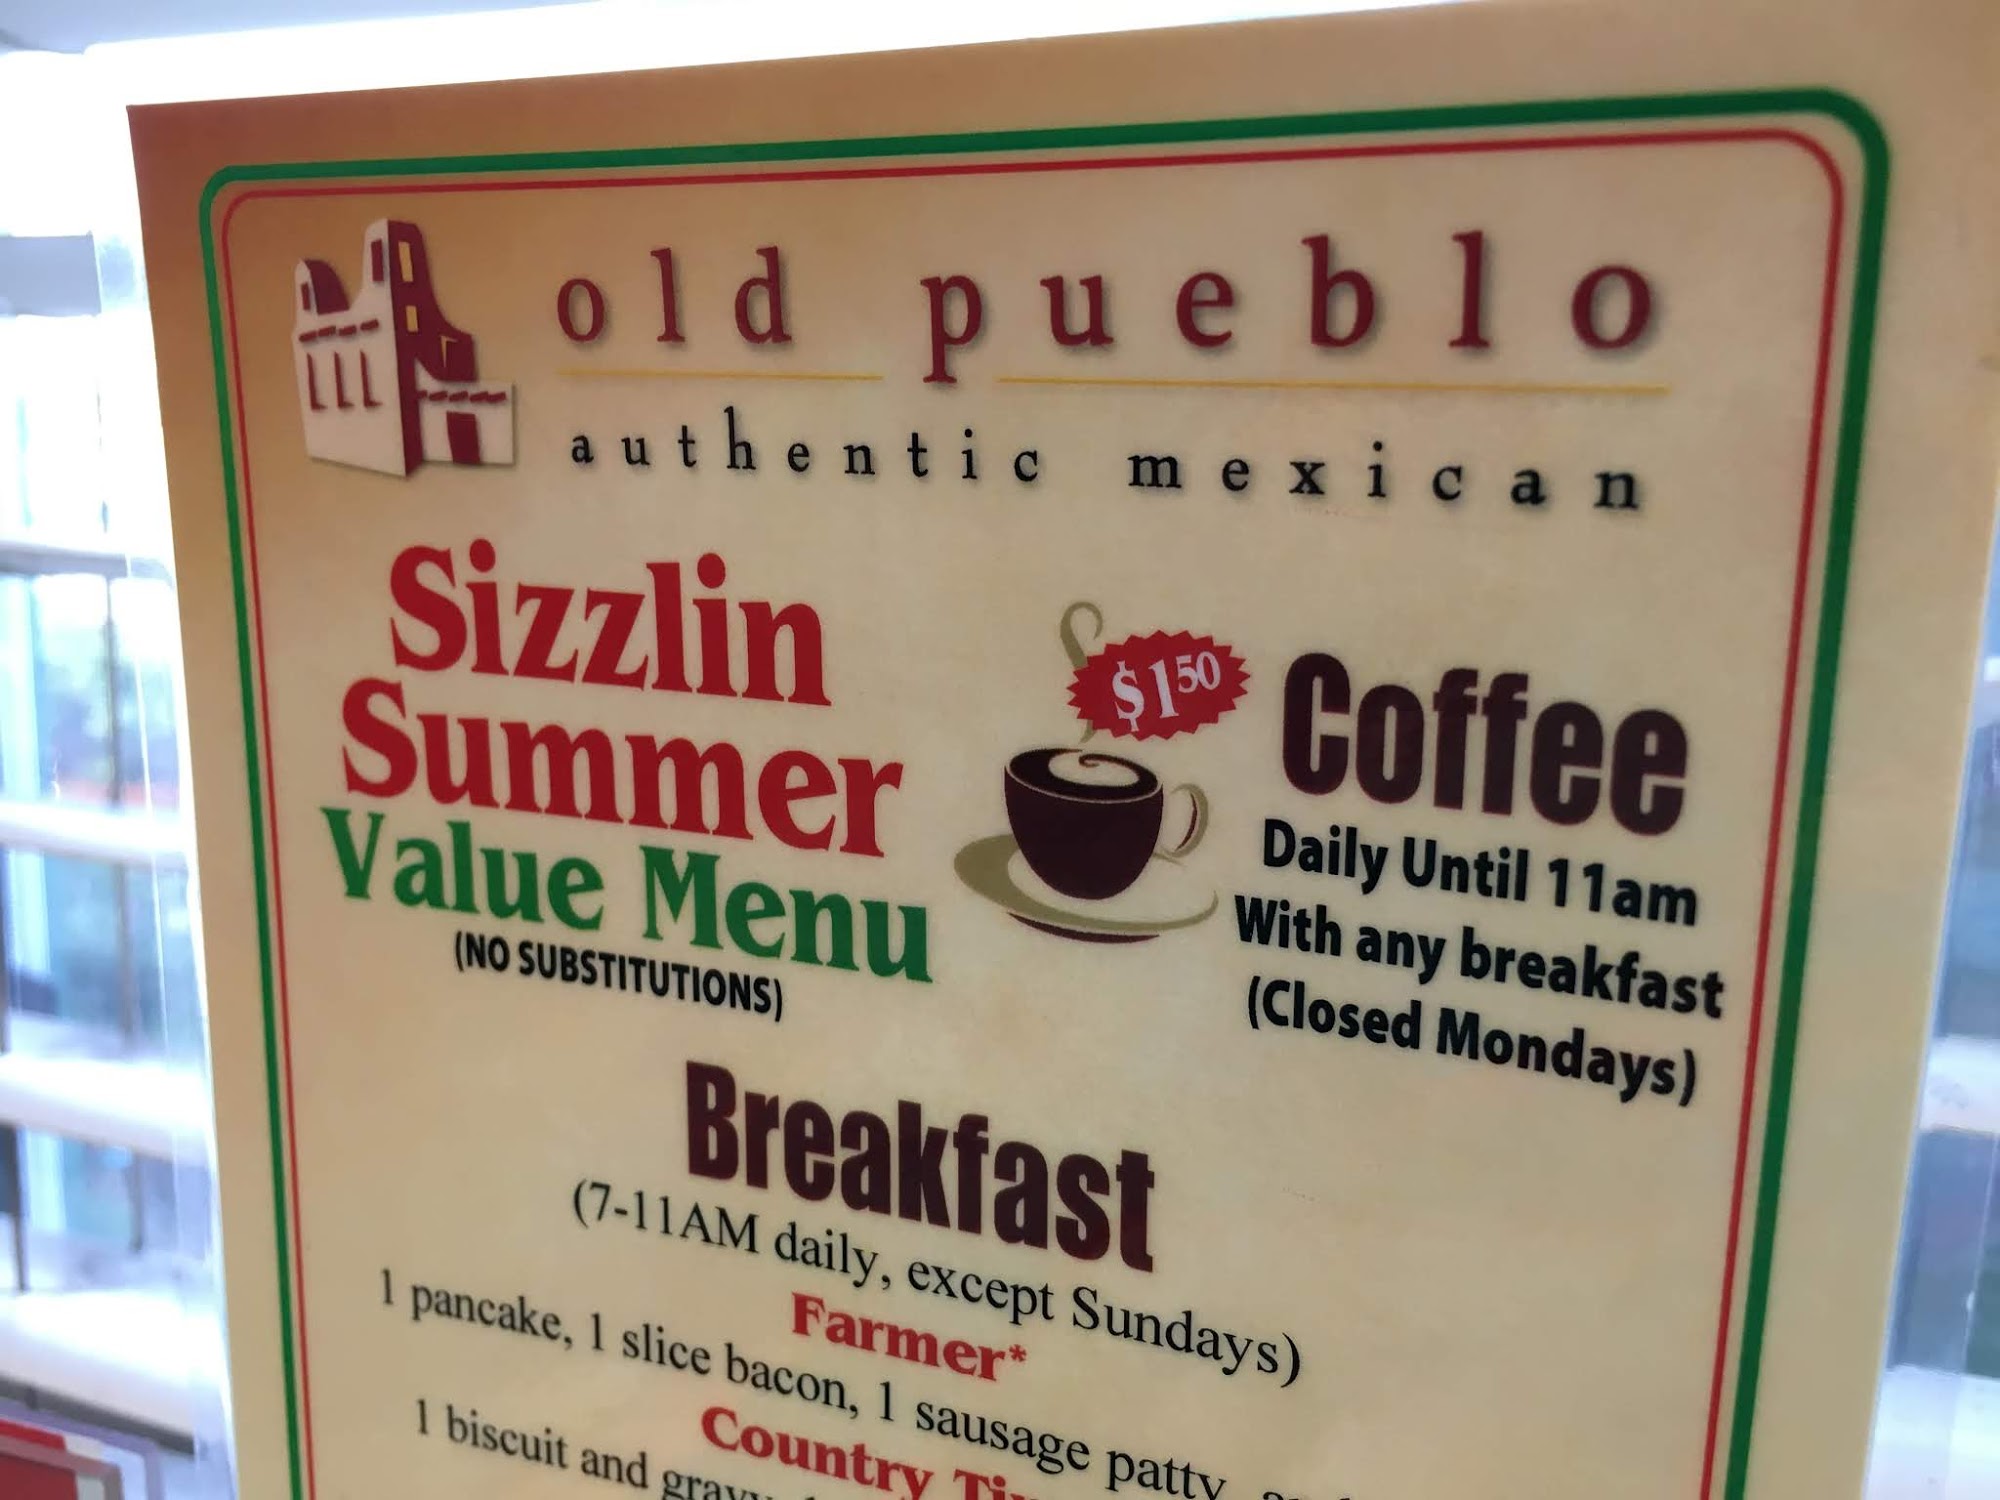 old pueblo
authentic mexican
Sizzlin
Summer
Value Menu
(NO SUBSTITUTIONS)
$1.50
Coffee
Daily Until 11am
With any breakfast
(Closed Mondays)
Breakfast
(7-11AM daily, except Sundays)
Farmer*
1 pancake, 1 slice bacon, 1 sausage patty,
Country
1 biscuit and gravy